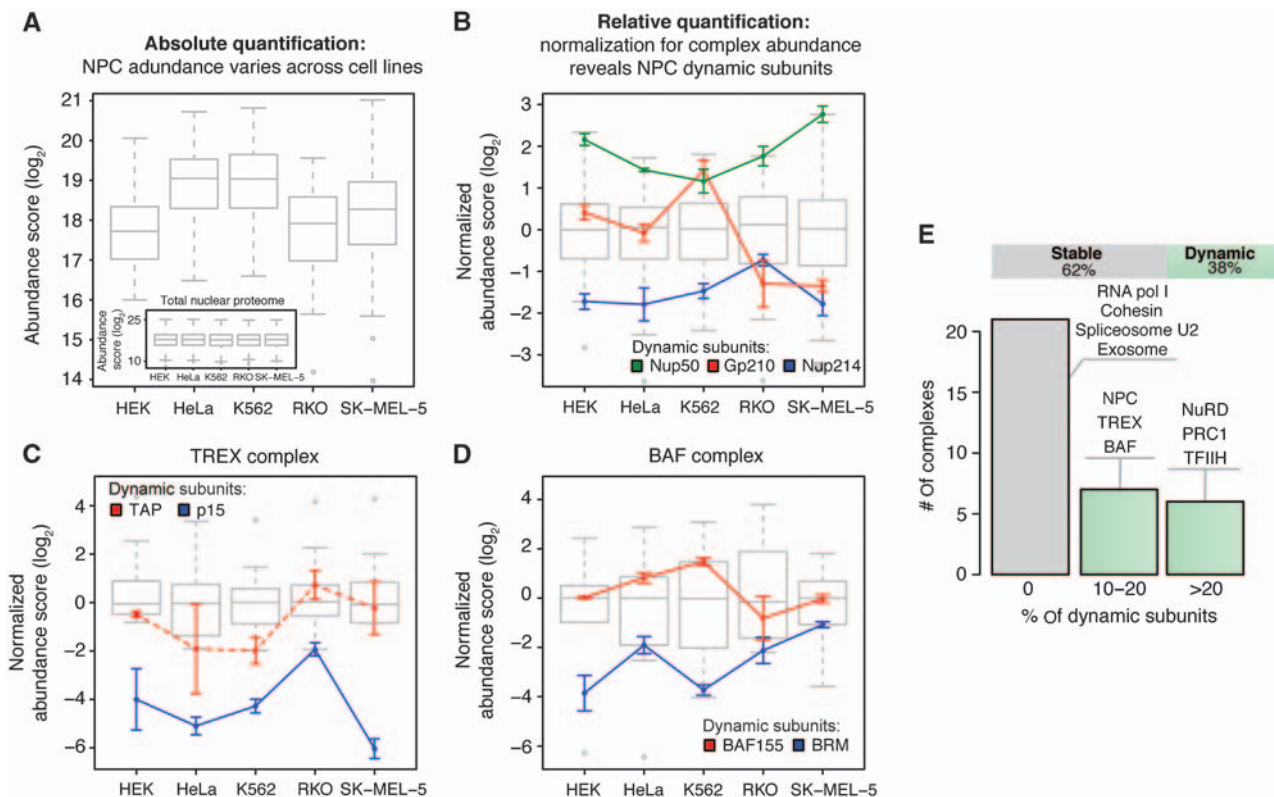 A
Absolute quantification:
NPC adundance varies across cell lines
Abundance score (log2)
21
20
19
18
17
16
15
14
Total nuclear proteome
Abundance
score (log2)
25
10
HEK HeLa K562 RKO SK-MEL-5
HEK HeLa K562 RKO SK-MEL-5
B
Relative quantification:
normalization for complex abundance
reveals NPC dynamic subunits
Normalized
abundance score (log2)
3
2
1
0
-1
-2
-3
Dynamic subunits:
Nup50 Gp210 Nup214
HEK HeLa K562 RKO SK-MEL-5
C
TREX complex
Dynamic subunits:
TAP p15
Normalized
abundance score (log2)
4
2
0
-2
-4
-6
HEK HeLa K562 RKO SK-MEL-5
D
BAF complex
Normalized
abundance score (log2)
4
2
0
-2
-4
-6
Dynamic subunits:
BAF155 BRM
HEK HeLa K562 RKO SK-MEL-5
E
Stable Dynamic
62% 38%
RNA pol I
Cohesin
Spliceosome U2
Exosome
NPC
TREX
BAF
NuRD
PRC1
TFIIH
# Of complexes
20
15
10
5
0
0 10-20 >20
% Of dynamic subunits